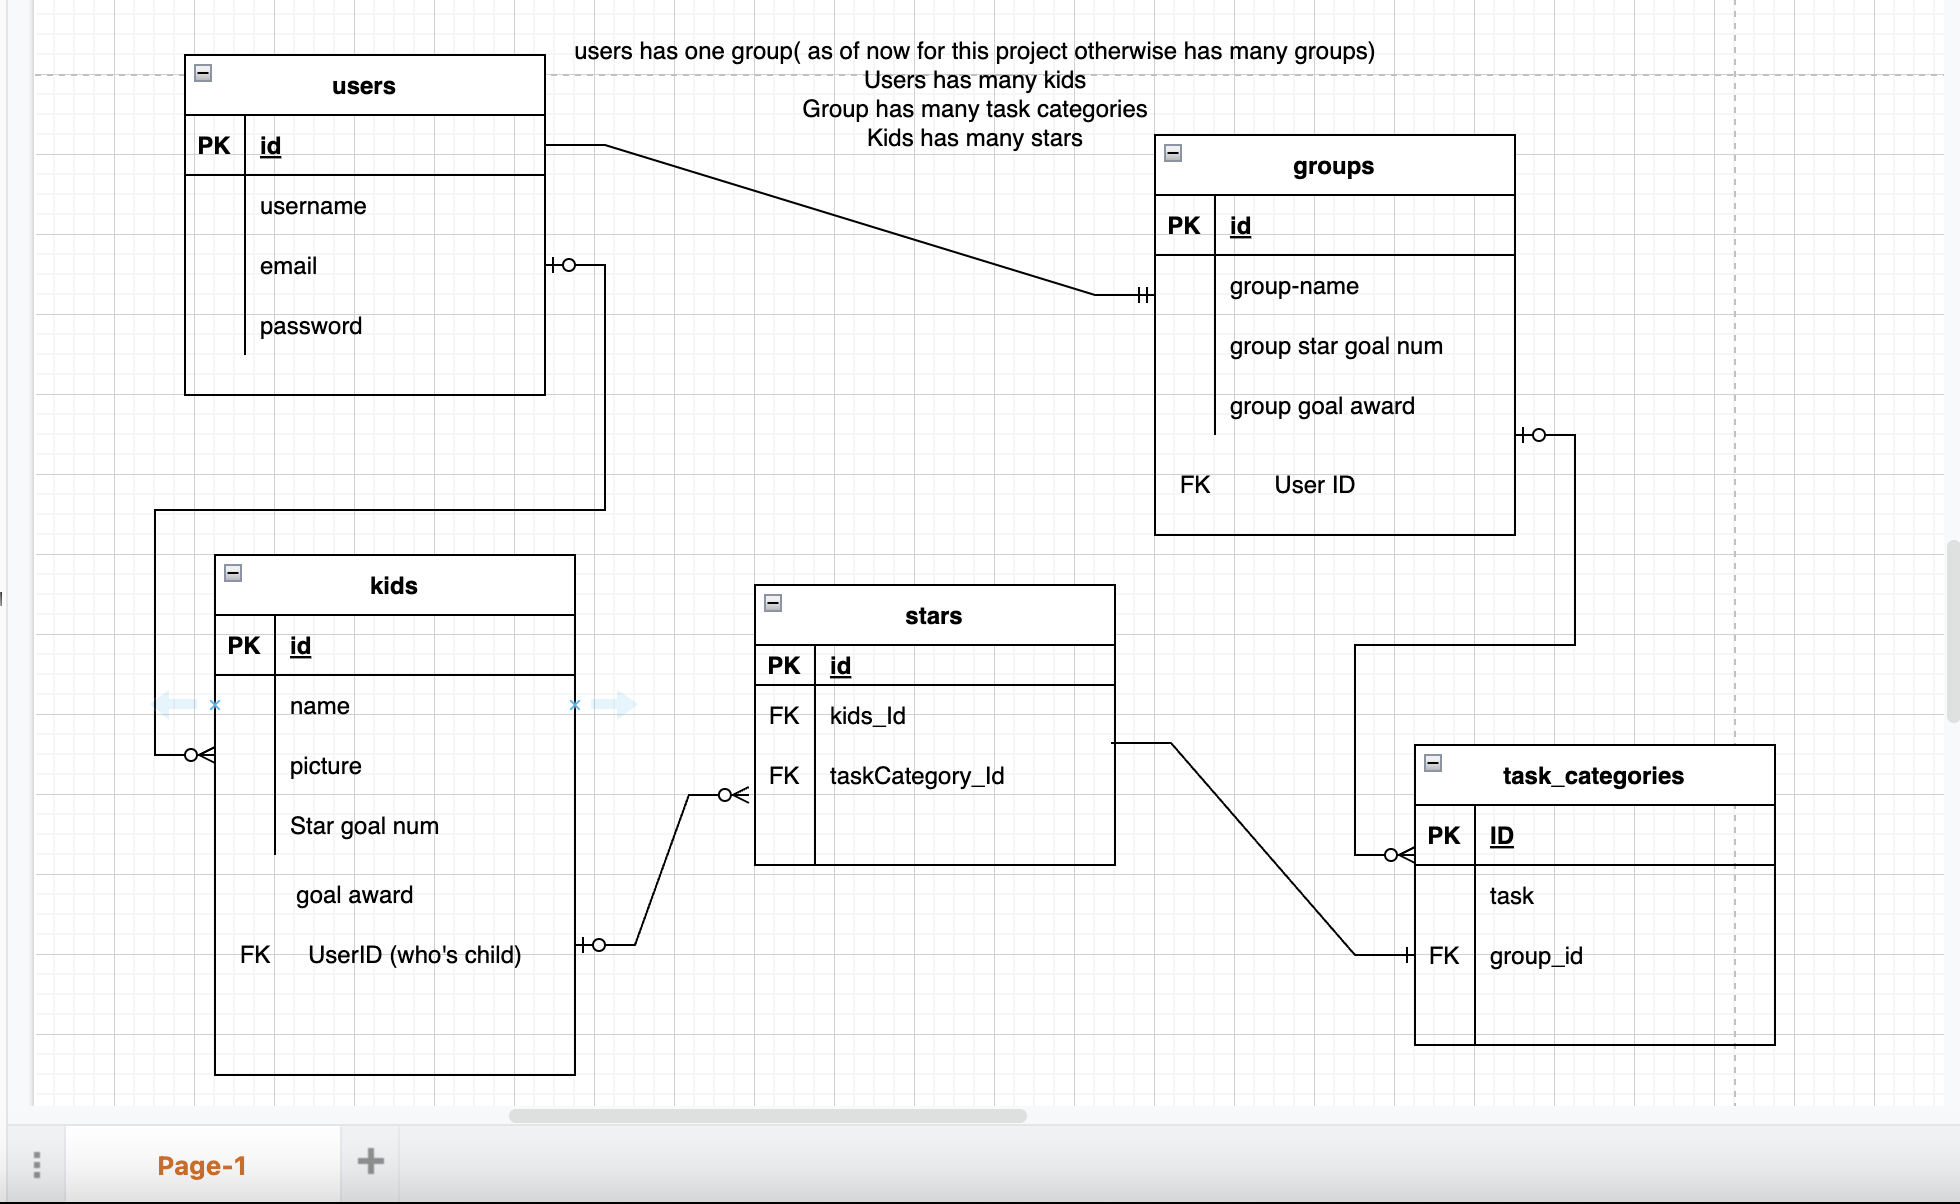 users has one group( as of now for this project otherwise has many groups)
Users has many kids
Group has many task categories
Kids has many stars
users
PK id
username
email
password
groups
PK id
group-name
group star goal num
group goal award
FK User ID
kids
PK id
name
picture
Star goal num
goal award
FK UserID (who's child)
stars
PK id
FK kids_Id
FK taskCategory_Id
task_categories
PK ID
task
FK group_id
Page-1